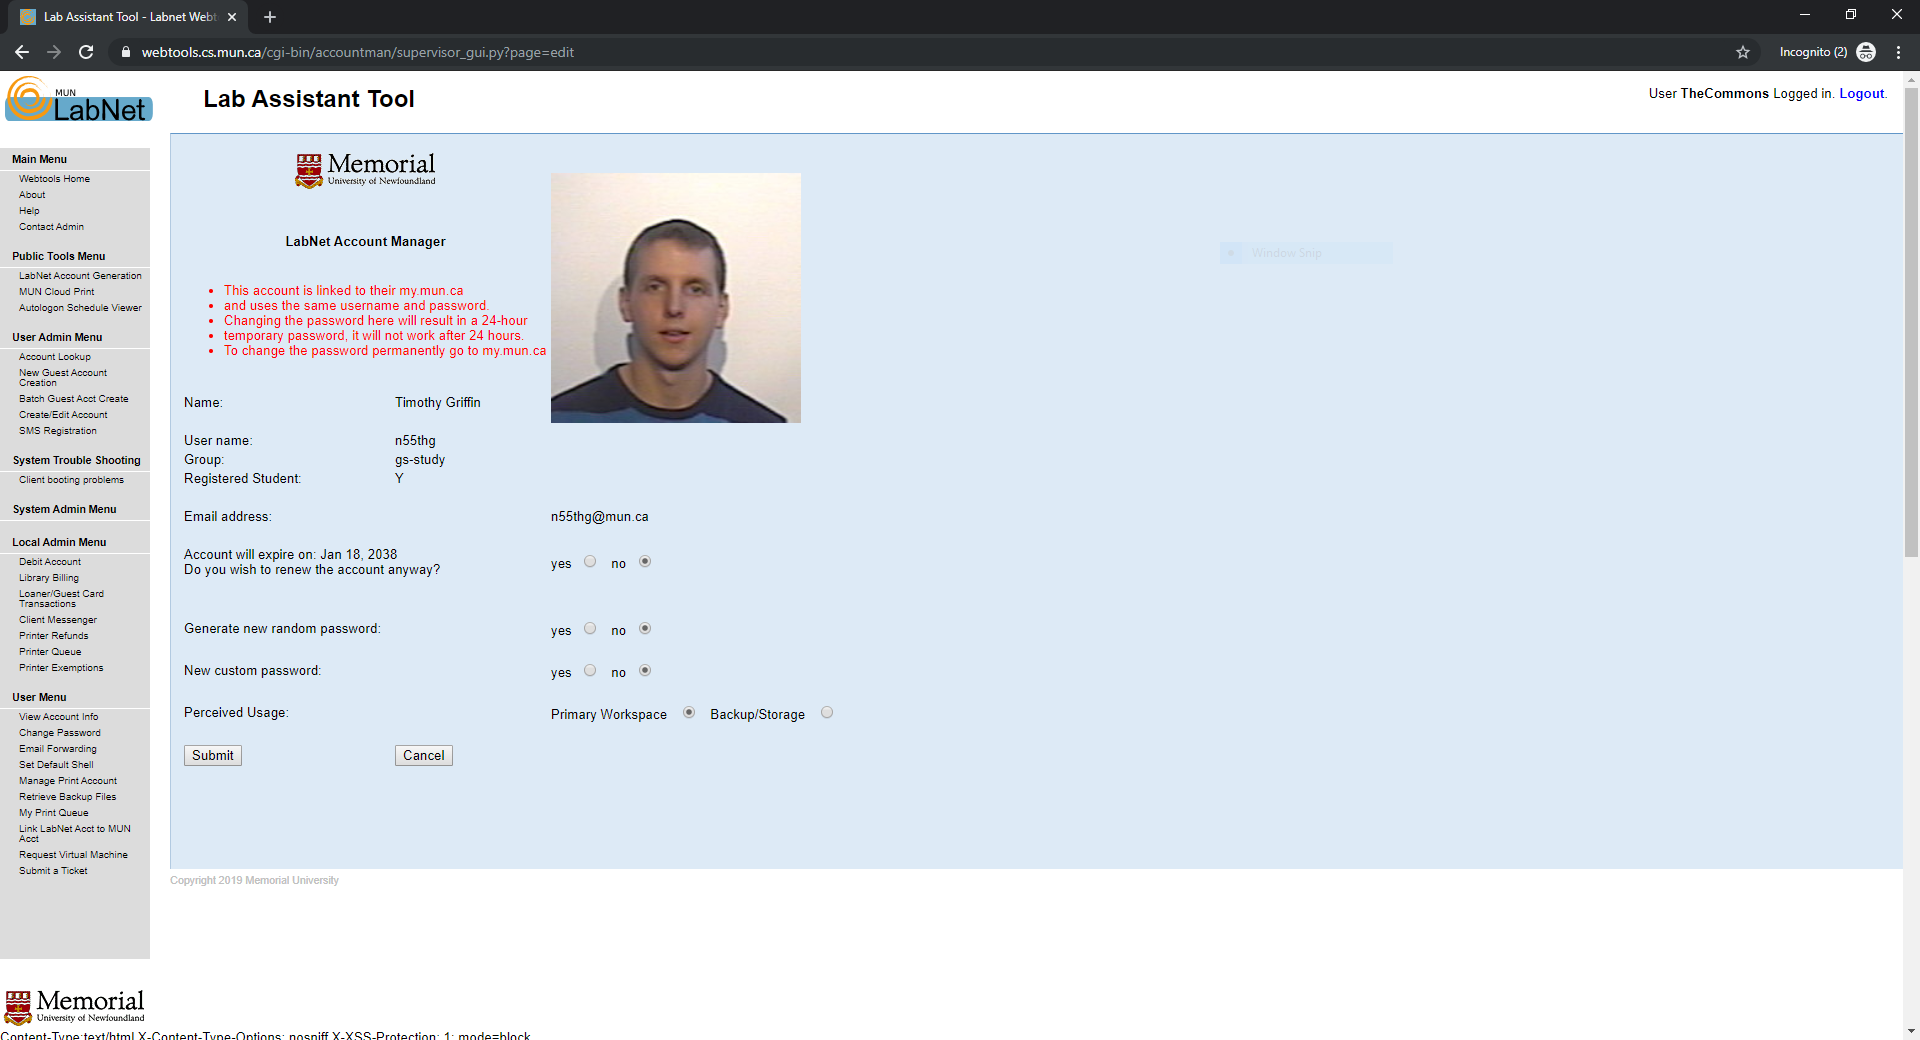 Lab Assistant Tool - Labnet Webt
webtools.cs.mun.ca/cgi-bin/accountman/supervisor_gui.py?page=edit
Incognito (2)
MUN
LabNet
Lab Assistant Tool
User TheCommons Logged in. Logout.
Main Menu
Webtools Home
About
Help
Contact Admin
Public Tools Menu
LabNet Account Generation
MUN Cloud Print
Autologon Schedule Viewer
User Admin Menu
Account Lookup
New Guest Account
Creation
Batch Guest Acct Create
Create/Edit Account
SMS Registration
System Trouble Shooting
Client booting problems
System Admin Menu
Local Admin Menu
Debit Account
Library Billing
Loaner/Guest Card
Transactions
Client Messenger
Printer Refunds
Printer Queue
Printer Exemptions
User Menu
View Account Info
Change Password
Email Forwarding
Set Default Shell
Manage Print Account
Retrieve Backup Files
My Print Queue
Link LabNet Acct to MUN
Acct
Request Virtual Machine
Submit a Ticket
Memorial
University of Newfoundland
LabNet Account Manager
Window Snip
This account is linked to their my.mun.ca
and uses the same username and password.
Changing the password here will result in a 24-hour
temporary password, it will not work after 24 hours.
To change the password permanently go to my.mun.ca
Name: Timothy Griffin
User name: n55thg
Group: gs-study
Registered Student: Y
Email address: n55thg@mun.ca
Account will expire on: Jan 18, 2038
Do you wish to renew the account anyway? yes no
Generate new random password: yes no
New custom password: yes no
Perceived Usage: Primary Workspace Backup/Storage
Submit Cancel
Copyright 2019 Memorial University
Memorial
University of Newfoundland
Content-Type:text/html X-Content-Type-Options: nosniff X-XSS-Protection: 1; mode=block